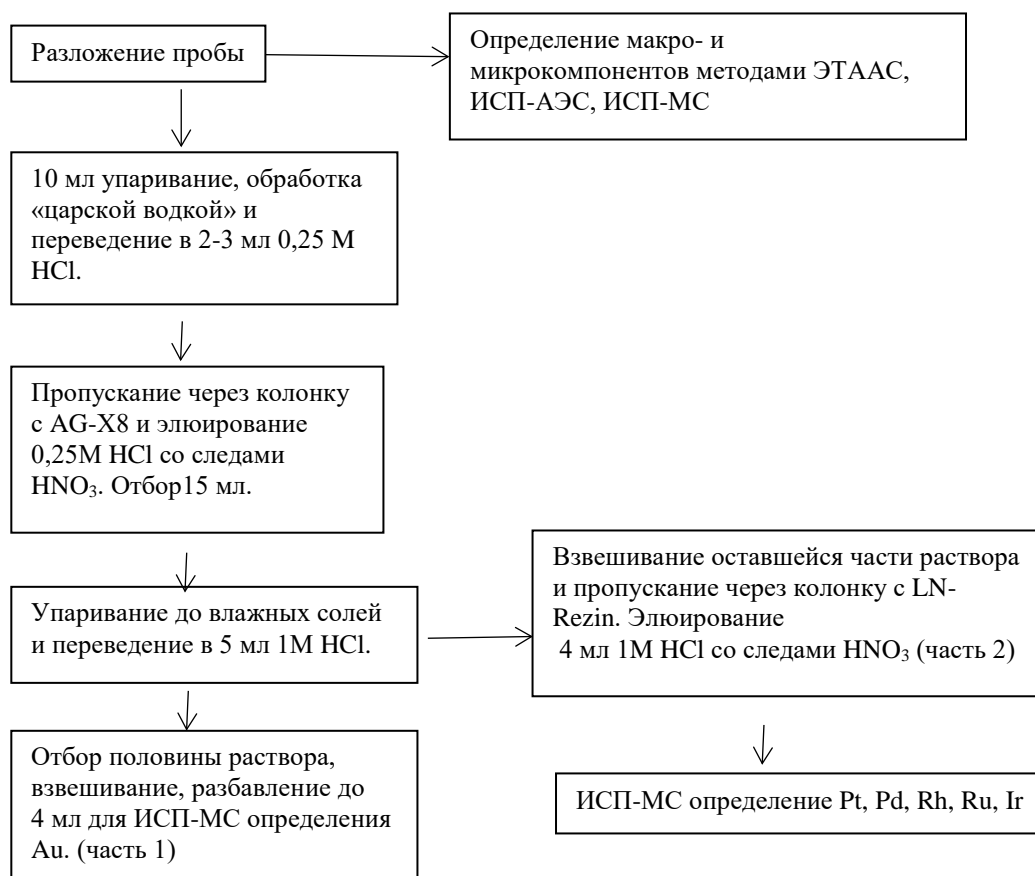 Разложение пробы
Определение макро- и
микрокомпонентов методами ЭТААС,
ИСП-АЭС, ИСП-МС
10 мл упаривание, обработка
«царской водкой» и
переведение в 2-3 мл 0,25 М
HCl.
Пропускание через колонку
с AG-X8 и элюирование
0,25М HCl со следами
HNO₃. Отбор15 мл.
Упаривание до влажных солей
и переведение в 5 мл 1М HCl.
Взвешивание оставшейся части раствора
и пропускание через колонку с LN-
Rezin. Элюирование
4 мл 1М HCl со следами HNO₃ (часть 2)
Отбор половины раствора,
взвешивание, разбавление до
4 мл для ИСП-МС определения
Au. (часть 1)
ИСП-МС определение Pt, Pd, Rh, Ru, Ir